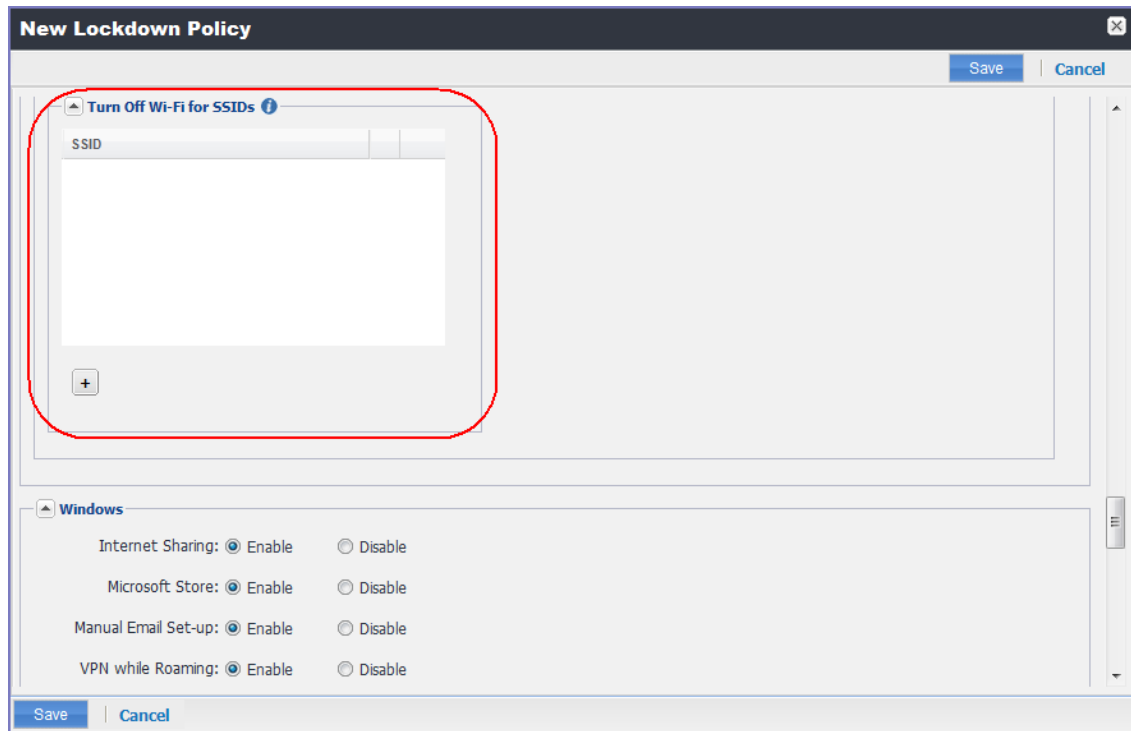 New Lockdown Policy
Save | Cancel
Turn Off Wi-Fi for SSIDs i
SSID
+
Windows
Internet Sharing: Enable Disable
Microsoft Store: Enable Disable
Manual Email Set-up: Enable Disable
VPN while Roaming: Enable Disable
Save | Cancel